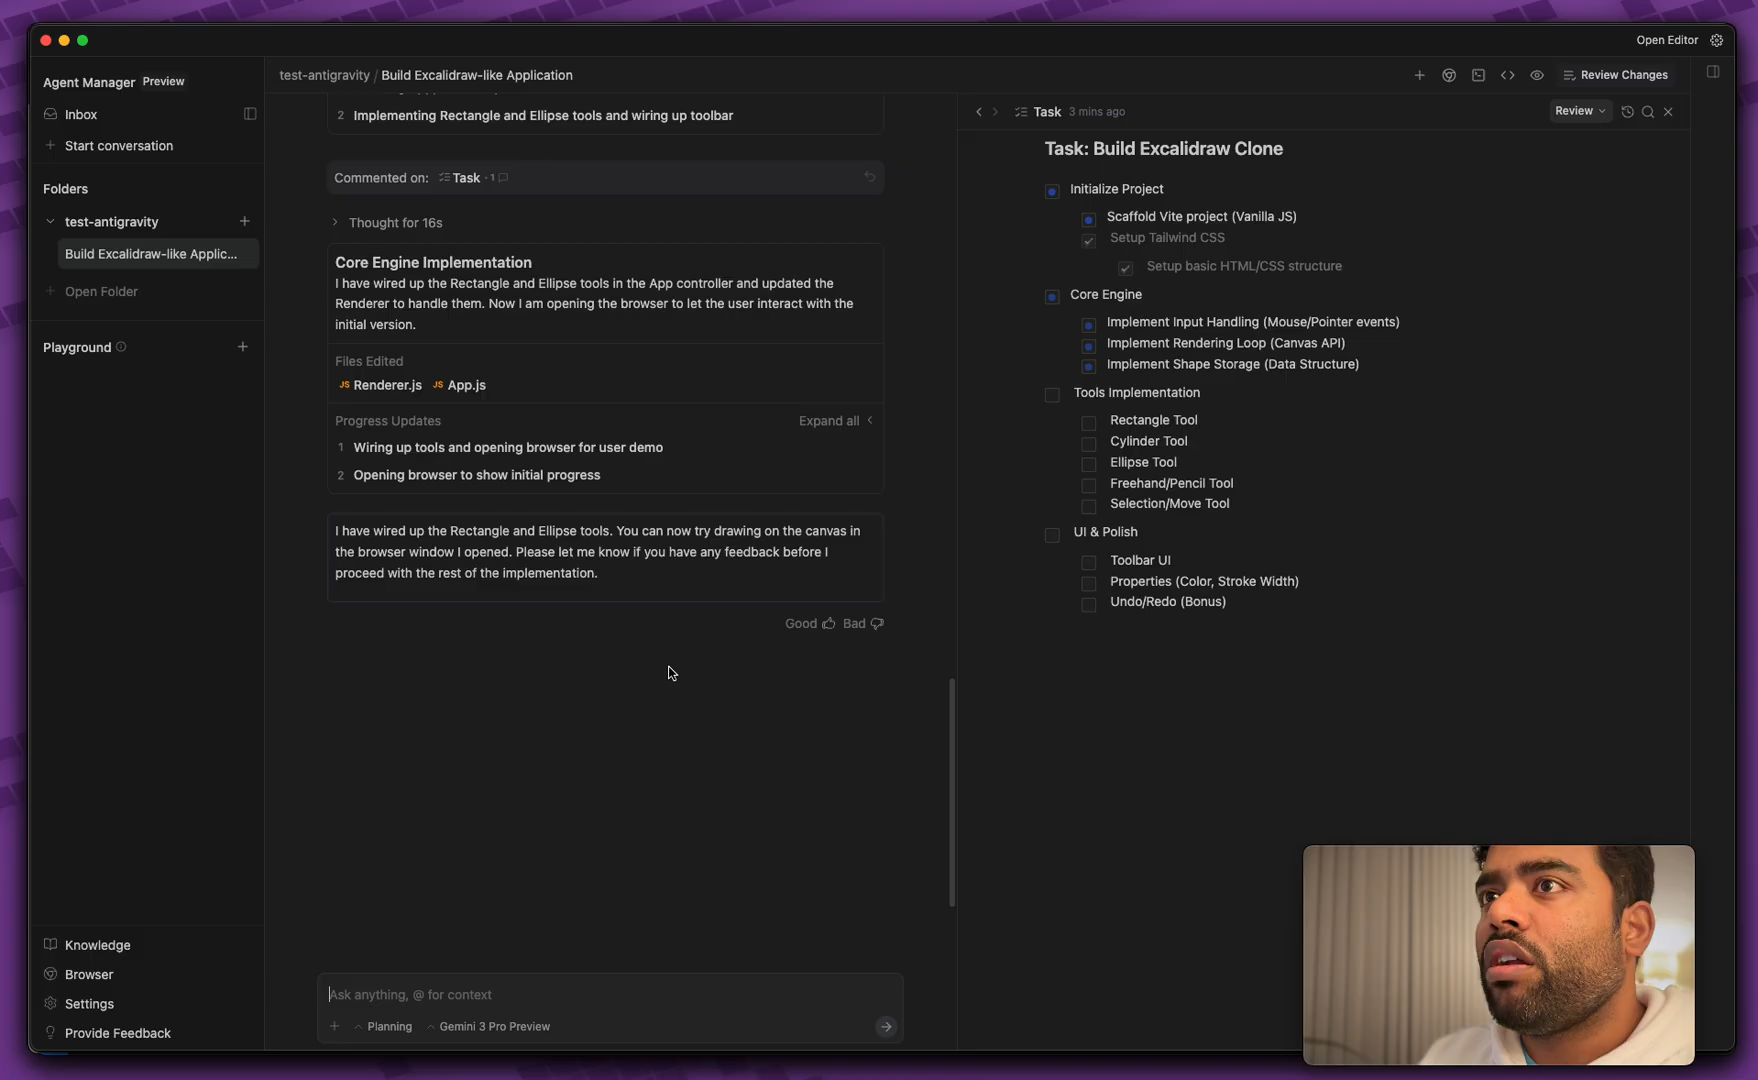 Open Editor
Agent Manager Preview
test-antigravity / Build Excalidraw-like Application
Review Changes
Inbox
Start conversation
Folders
test-antigravity
Build Excalidraw-like Applic...
Open Folder
Playground
Knowledge
Browser
Settings
Provide Feedback
2 Implementing Rectangle and Ellipse tools and wiring up toolbar
Commented on: Task · 1
Thought for 16s
Core Engine Implementation
I have wired up the Rectangle and Ellipse tools in the App controller and updated the
Renderer to handle them. Now I am opening the browser to let the user interact with the
initial version.
Files Edited
JS Renderer.js JS App.js
Progress Updates Expand all
1 Wiring up tools and opening browser for user demo
2 Opening browser to show initial progress
I have wired up the Rectangle and Ellipse tools. You can now try drawing on the canvas in
the browser window I opened. Please let me know if you have any feedback before I
proceed with the rest of the implementation.
Good Bad
Ask anything, @ for context
Planning Gemini 3 Pro Preview
Task 3 mins ago Review
Task: Build Excalidraw Clone
Initialize Project
Scaffold Vite project (Vanilla JS)
Setup Tailwind CSS
Setup basic HTML/CSS structure
Core Engine
Implement Input Handling (Mouse/Pointer events)
Implement Rendering Loop (Canvas API)
Implement Shape Storage (Data Structure)
Tools Implementation
Rectangle Tool
Cylinder Tool
Ellipse Tool
Freehand/Pencil Tool
Selection/Move Tool
UI & Polish
Toolbar UI
Properties (Color, Stroke Width)
Undo/Redo (Bonus)